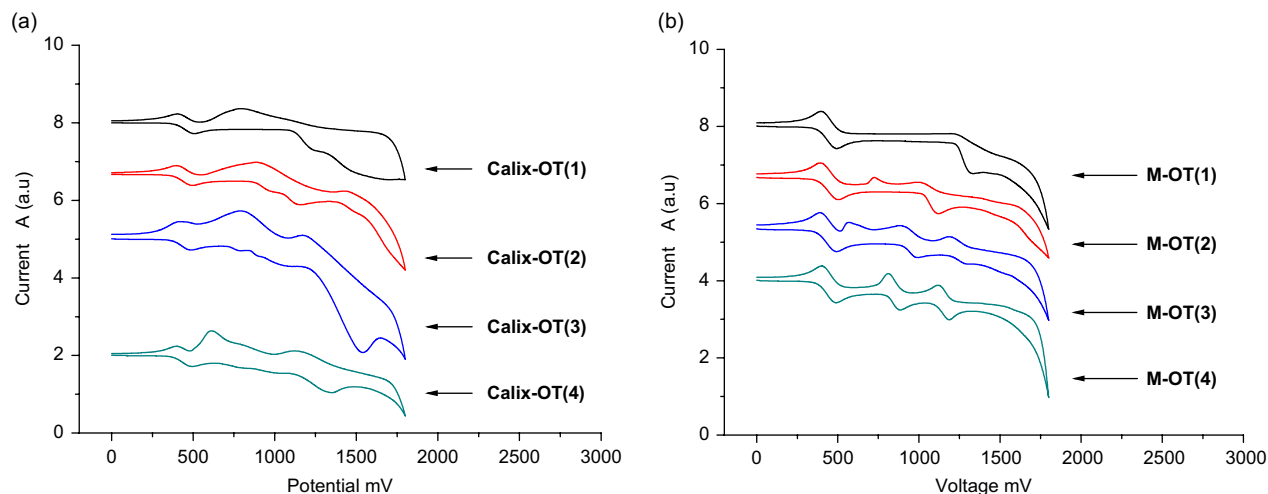 (a)
10
8
6
4
2
0
Current A (a.u)
0 500 1000 1500 2000 2500 3000
Potential mV
Calix-OT(1)
Calix-OT(2)
Calix-OT(3)
Calix-OT(4)
(b)
10
8
6
4
2
0
Current A (a.u)
0 500 1000 1500 2000 2500 3000
Voltage mV
M-OT(1)
M-OT(2)
M-OT(3)
M-OT(4)